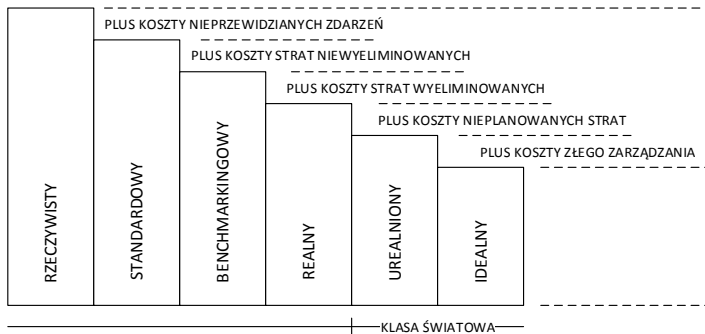 PLUS KOSZTY NIEPRZEWIDZIANYCH ZDARZEŃ
PLUS KOSZTY STRAT NIEWYELIMINOWANYCH
PLUS KOSZTY STRAT WYELIMINOWANYCH
PLUS KOSZTY NIEPLANOWANYCH STRAT
PLUS KOSZTY ZŁEGO ZARZĄDZANIA
RZECZYWISTY
STANDARDOWY
BENCHMARKINGOWY
REALNY
UREALNIONY
IDEALNY
KLASA ŚWIATOWA